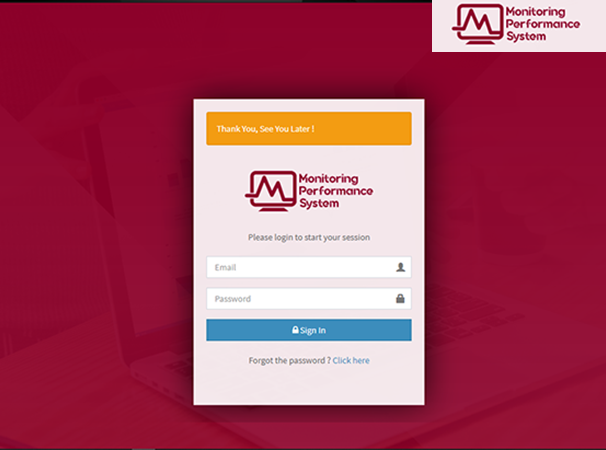 Monitoring
Performance
System
Thank You, See You Later !
Monitoring
Performance
System
Please login to start your session
Email
Password
Sign In
Forgot the password ? Click here